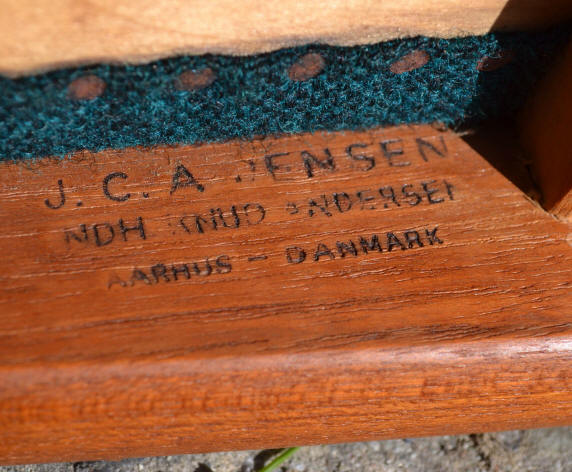 J. C. A. JENSEN
INDH KNUD ANDERSEN
AARHUS - DANMARK